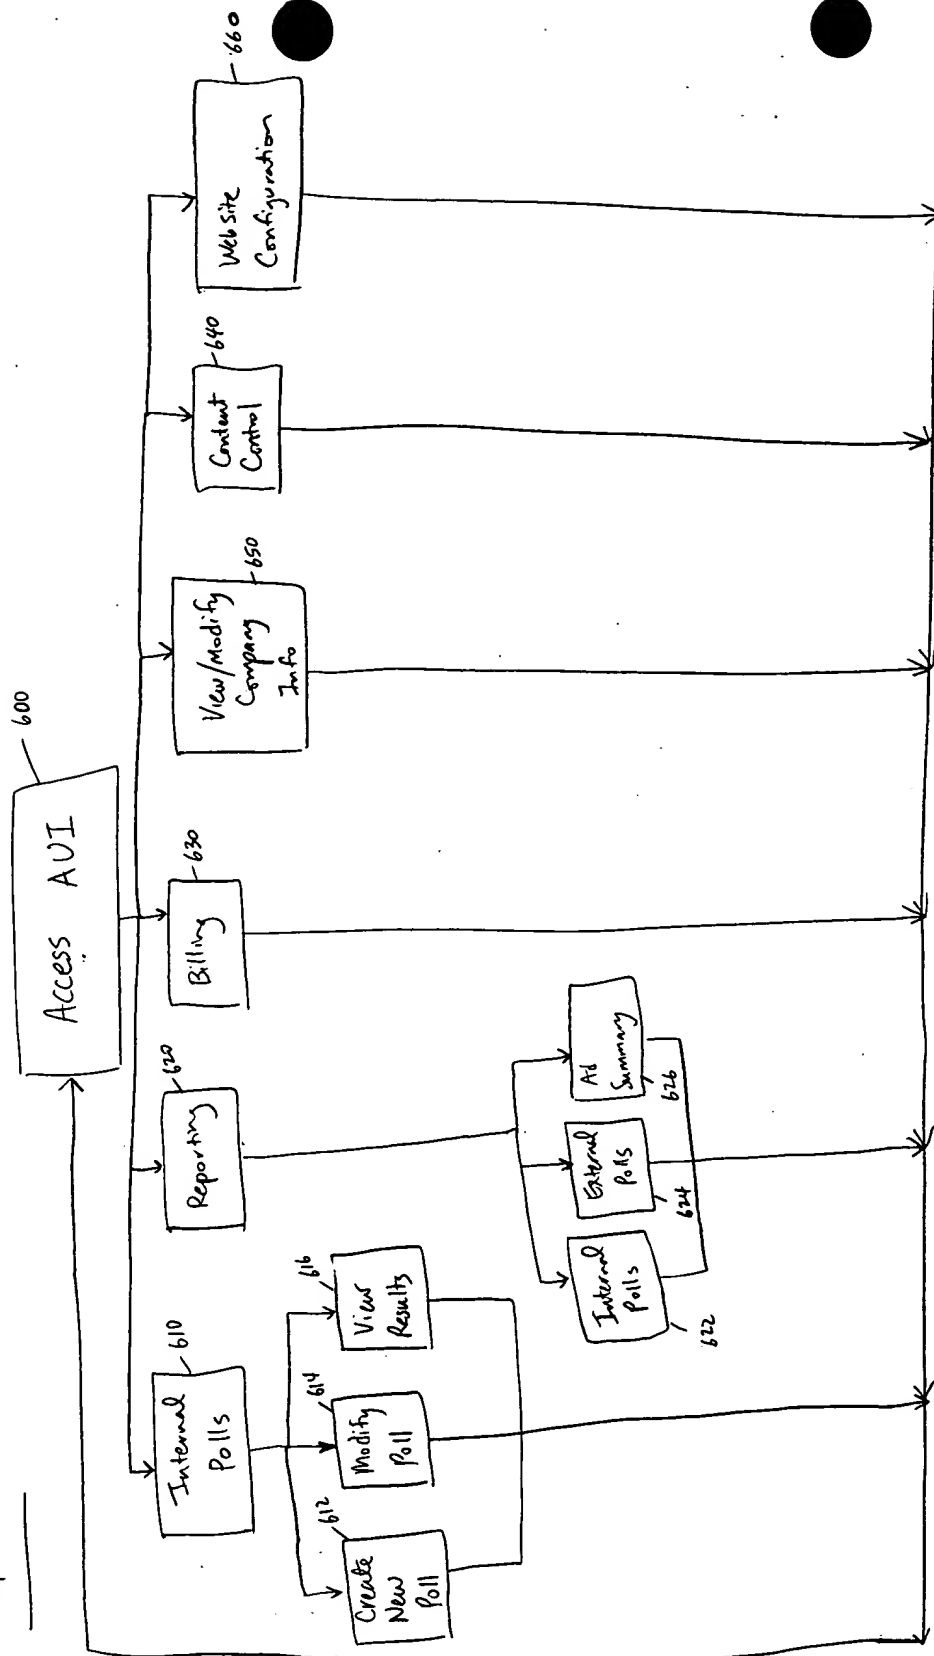 600
Access AUI
Internal
Polls
610
Reporting
620
Billing
630
View/Modify
Company
Info
650
Content
Control
640
Web site
Configuration
660
Create
New
Poll
612
Modify
Poll
614
View
Results
616
Internal
Polls
622
External
Polls
624
Ad
Summary
626